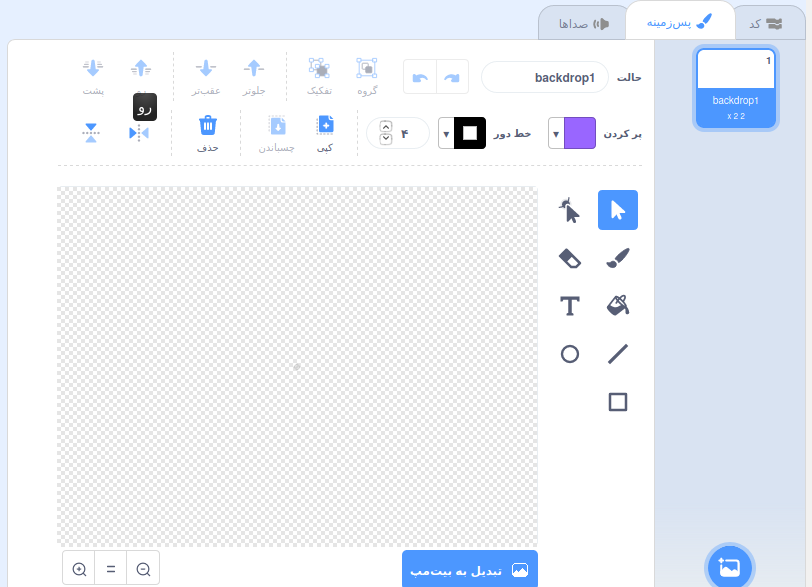 کد
پس‌زمینه
صداها
1
backdrop1
2 x 2
حالت
backdrop1
گروه
تفکیک
جلوتر
عقب‌تر
رو
پشت
رو
پر کردن
خط دور
۴
کپی
چسباندن
حذف
تبدیل به بیت‌مپ